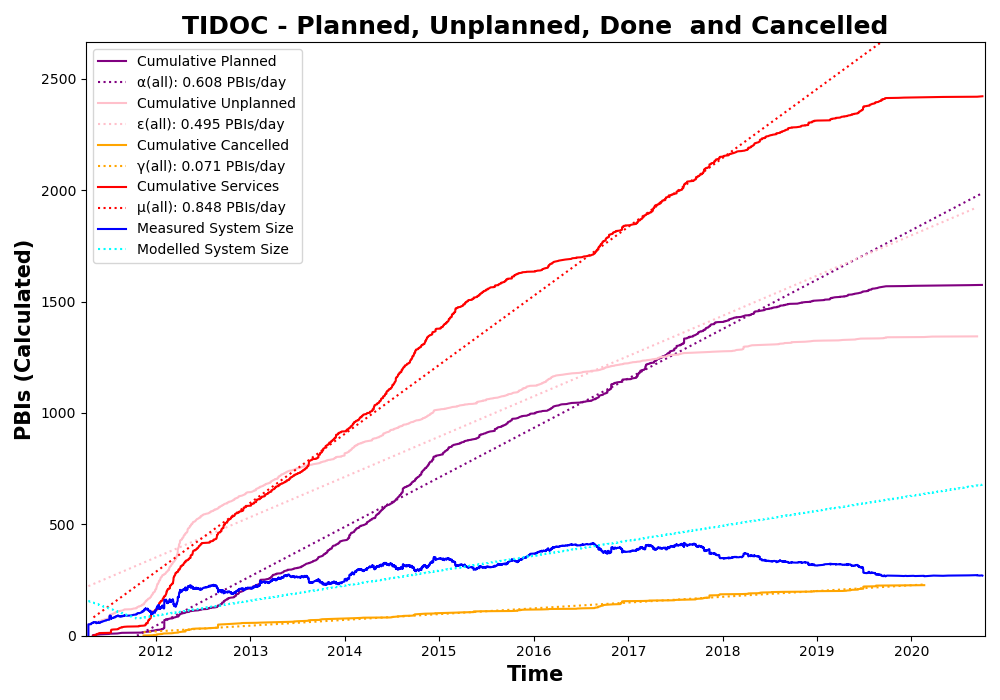 TIDOC - Planned, Unplanned, Done  and Cancelled
Cumulative Planned
α(all): 0.608 PBIs/day
Cumulative Unplanned
ε(all): 0.495 PBIs/day
Cumulative Cancelled
γ(all): 0.071 PBIs/day
Cumulative Services
μ(all): 0.848 PBIs/day
Measured System Size
Modelled System Size
PBIs (Calculated)
2500
2000
1500
1000
500
0
2012 2013 2014 2015 2016 2017 2018 2019 2020
Time